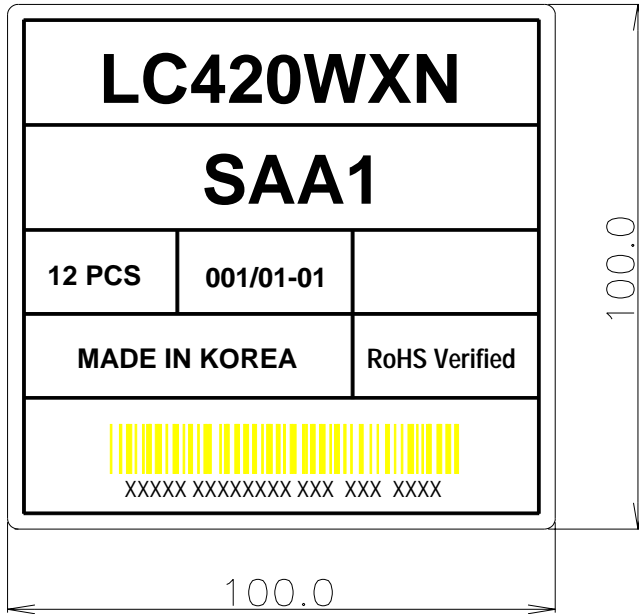 LC420WXN
SAA1
12 PCS 001/01-01
MADE IN KOREA RoHS Verified
XXXXX XXXXXXXX XXX XXX XXXX
100.0
100.0